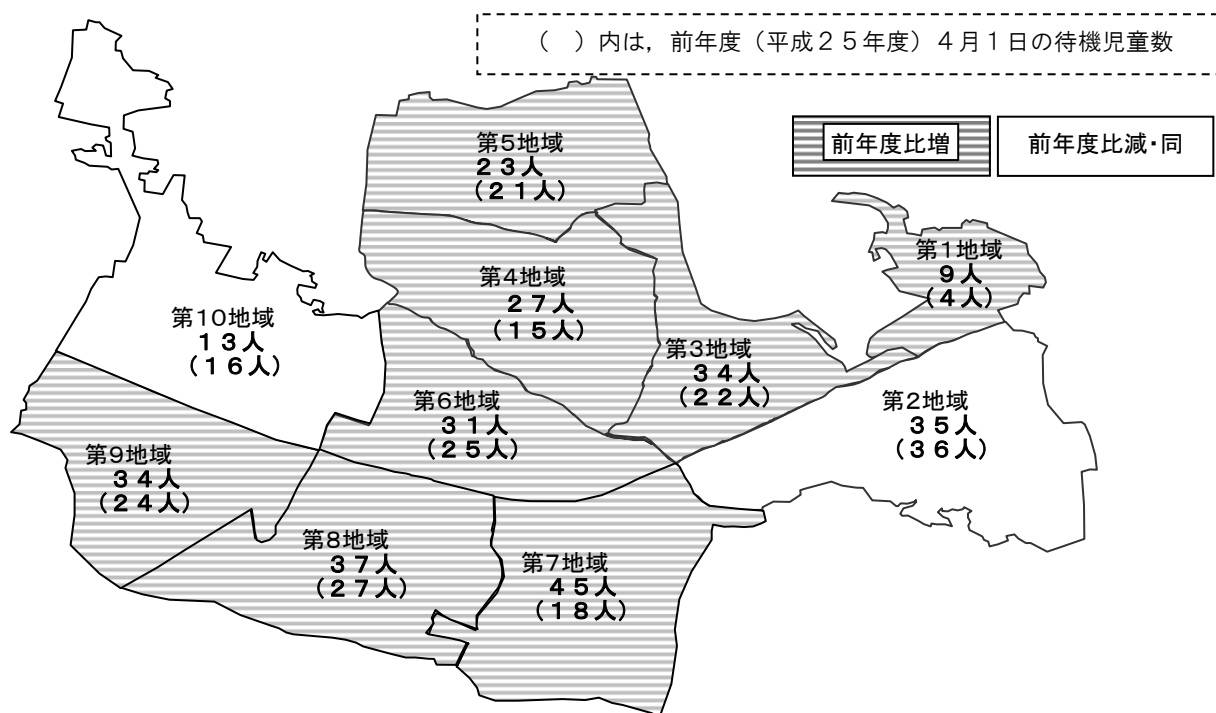 （　）内は，前年度（平成２５年度）４月１日の待機児童数
前年度比増
前年度比減・同
第5地域
２３人
（２１人）
第1地域
９人
（４人）
第4地域
２７人
（１５人）
第10地域
１３人
（１６人）
第3地域
３４人
（２２人）
第6地域
３１人
（２５人）
第2地域
３５人
（３６人）
第9地域
３４人
（２４人）
第8地域
３７人
（２７人）
第7地域
４５人
（１８人）